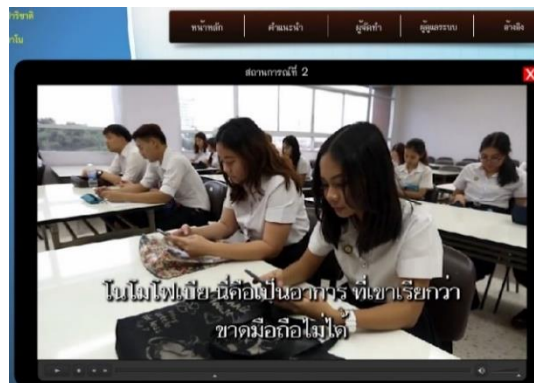 หน้าหลัก
คำแนะนำ
ผู้จัดทำ
ผู้ดูแลระบบ
อ้างอิง
สถานการณ์ที่ 2
X
โนโมโฟเบีย นี่คือเป็นอาการ ที่เขาเรียกว่า
ขาดมือถือไม่ได้